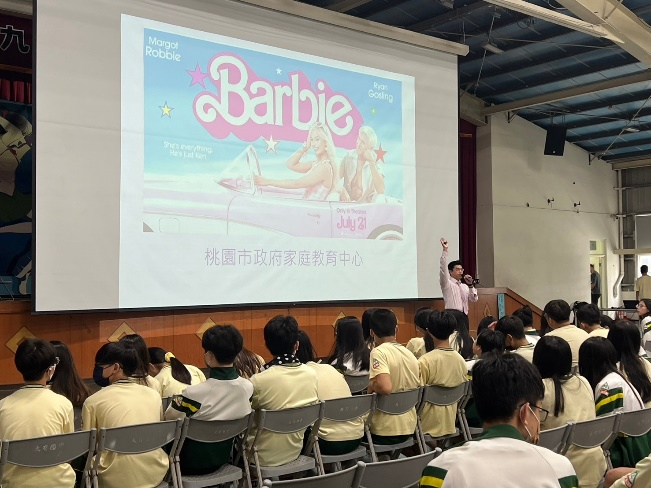 九
Margot
Robbie
Ryan
Gosling
Barbie
She's everything.
He's just Ken.
July 21
桃園市政府家庭教育中心